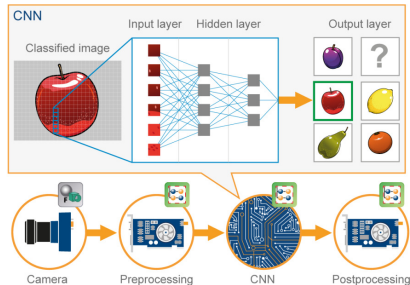 CNN
Input layer
Hidden layer
Output layer
Classified image
?
F
Camera
Preprocessing
CNN
Postprocessing